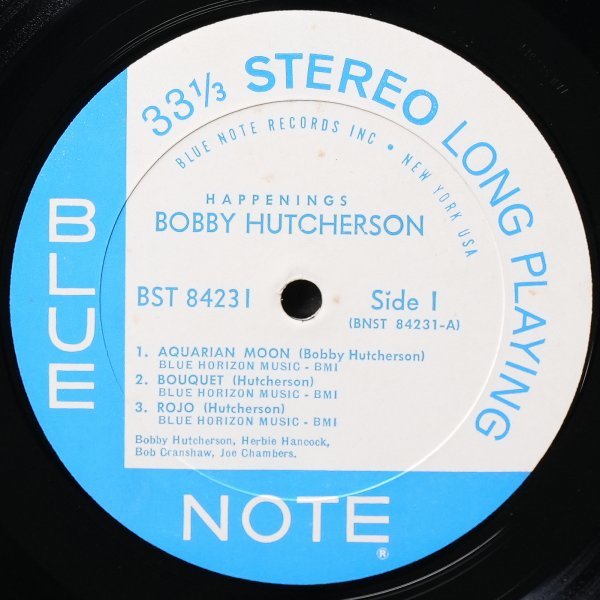 33⅓ STEREO LONG PLAYING
BLUE NOTE RECORDS INC • NEW YORK USA
HAPPENINGS
BOBBY HUTCHERSON
BST 84231
Side 1
(BNST 84231-A)
1. AQUARIAN MOON (Bobby Hutcherson)
BLUE HORIZON MUSIC - BMI
2. BOUQUET (Hutcherson)
BLUE HORIZON MUSIC - BMI
3. ROJO (Hutcherson)
BLUE HORIZON MUSIC - BMI
Bobby Hutcherson, Herbie Hancock,
Bob Cranshaw, Joe Chambers.
BLUE
NOTE®